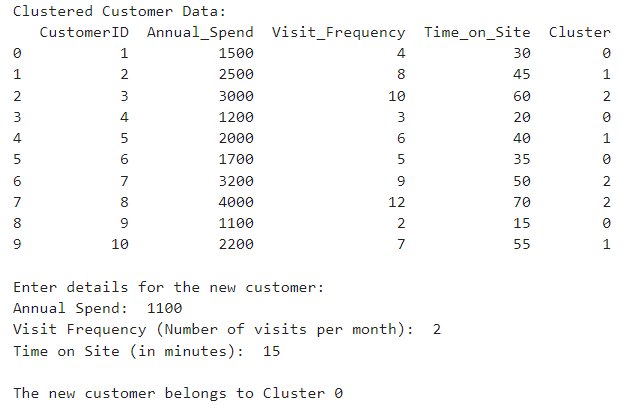 Clustered Customer Data:
CustomerID Annual_Spend Visit_Frequency Time_on_Site Cluster
0 1 1500 4 30 0
1 2 2500 8 45 1
2 3 3000 10 60 2
3 4 1200 3 20 0
4 5 2000 6 40 1
5 6 1700 5 35 0
6 7 3200 9 50 2
7 8 4000 12 70 2
8 9 1100 2 15 0
9 10 2200 7 55 1
Enter details for the new customer:
Annual Spend: 1100
Visit Frequency (Number of visits per month): 2
Time on Site (in minutes): 15
The new customer belongs to Cluster 0